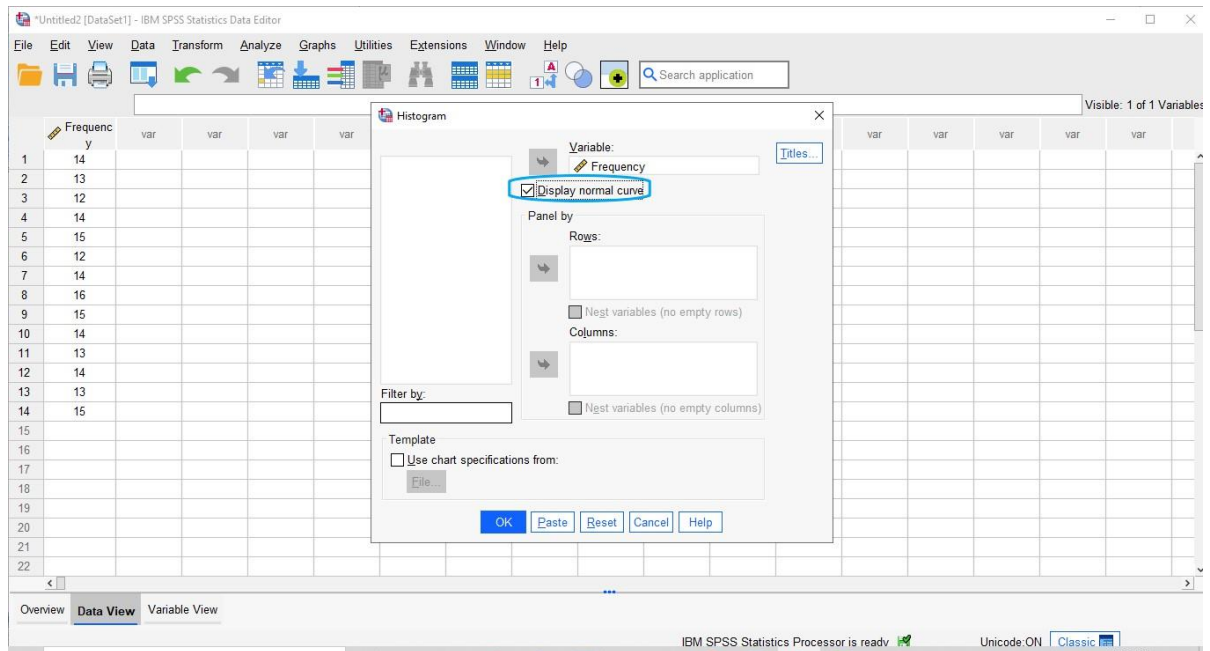 *Untitled2 [DataSet1] - IBM SPSS Statistics Data Editor
File Edit View Data Transform Analyze Graphs Utilities Extensions Window Help
Search application
Visible: 1 of 1 Variables
Frequenc
y
var var var var var var var var var
1 14
2 13
3 12
4 14
5 15
6 12
7 14
8 16
9 15
10 14
11 13
12 14
13 13
14 15
15
16
17
18
19
20
21
22
Histogram
Variable:
Frequency
Titles...
Display normal curve
Panel by
Rows:
Nest variables (no empty rows)
Columns:
Nest variables (no empty columns)
Filter by:
Template
Use chart specifications from:
File...
OK Paste Reset Cancel Help
Overview Data View Variable View
IBM SPSS Statistics Processor is ready Unicode:ON Classic